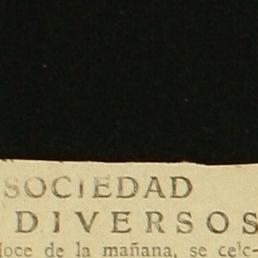 SOCIEDAD
DIVERSOS
doce de la mañana, se cele-